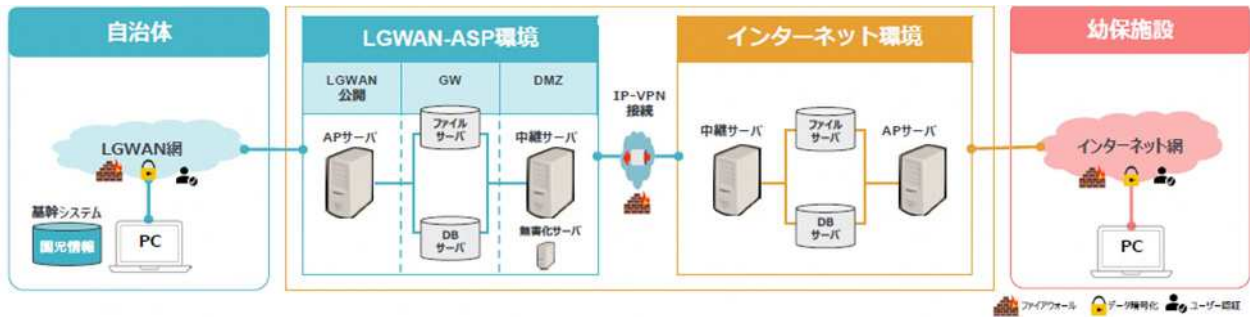 自治体
LGWAN-ASP環境
インターネット環境
幼保施設
LGWAN
公開
GW
DMZ
IP-VPN
接続
LGWAN網
APサーバ
ファイル
サーバ
中継サーバ
中継サーバ
ファイル
サーバ
APサーバ
インターネット網
基幹システム
園児情報
PC
DB
サーバ
無害化サーバ
DB
サーバ
PC
ファイアウォール
データ暗号化
ユーザー認証